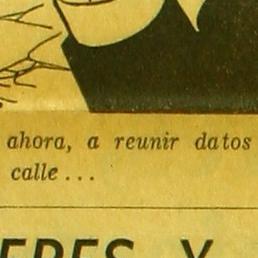 ahora, a reunir datos
calle...
Y